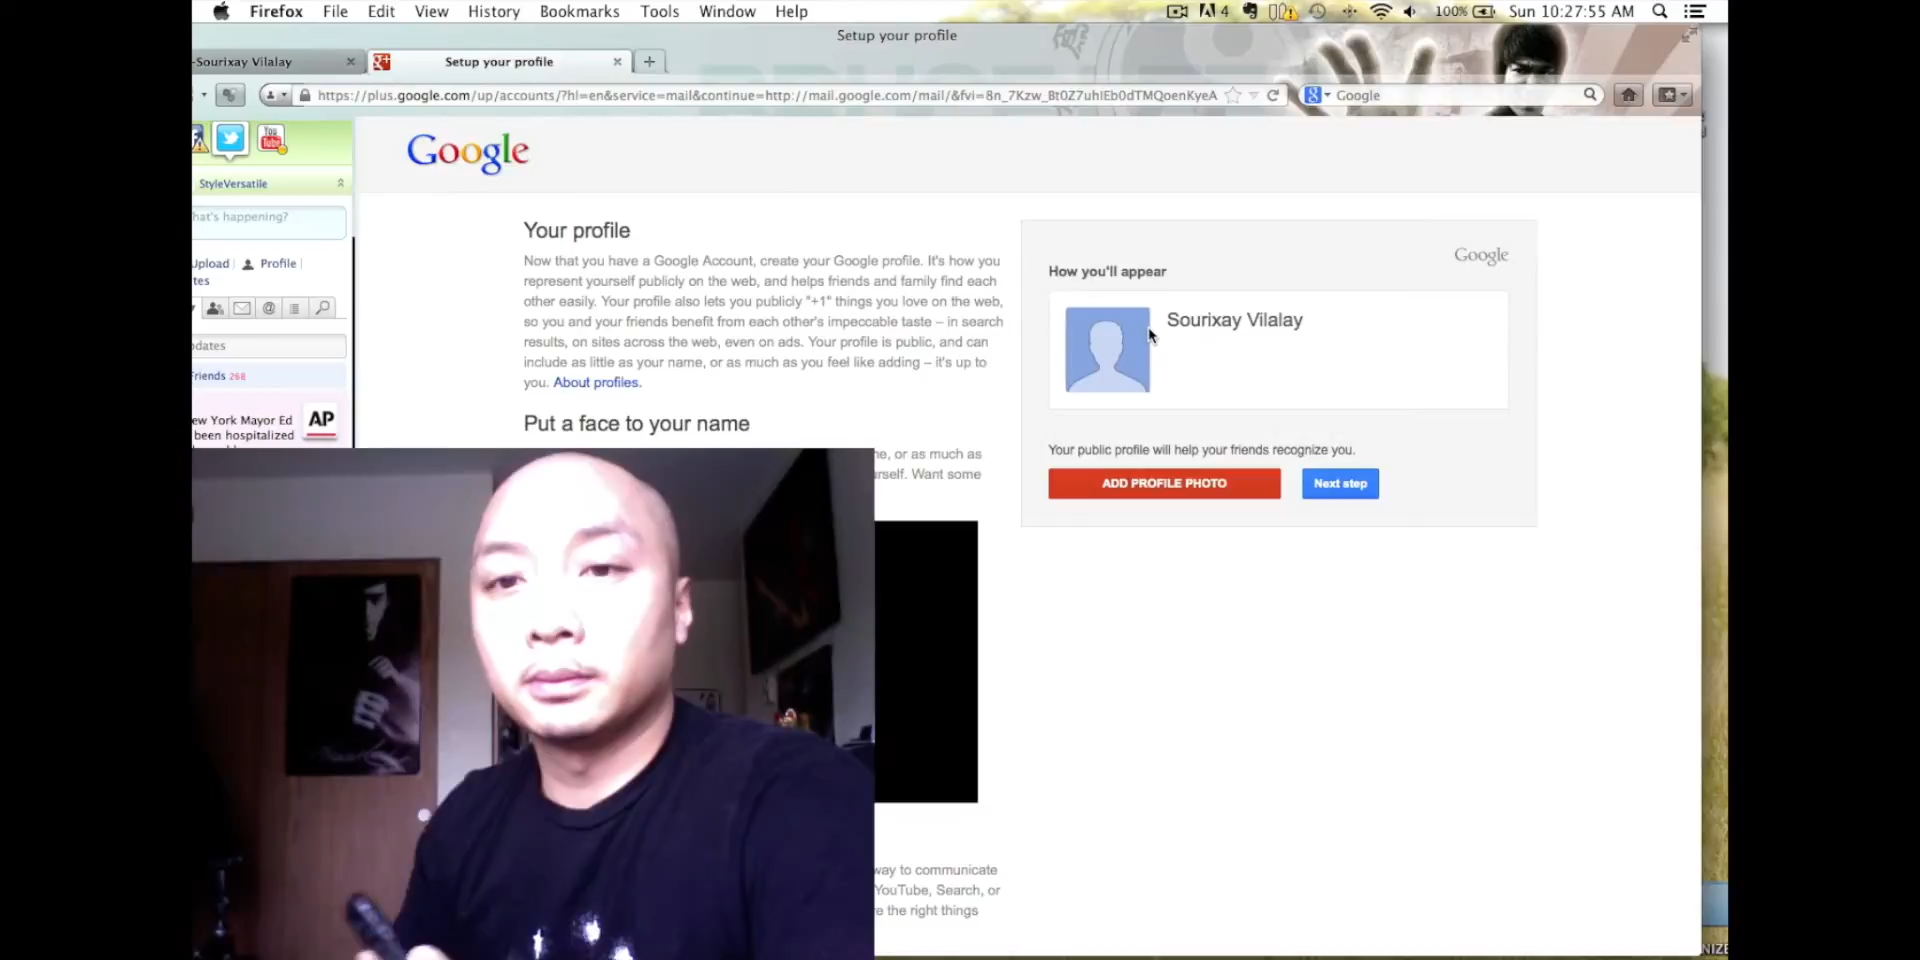 Firefox File Edit View History Bookmarks Tools Window Help 4 100% Sun 10:27:55 AM
Setup your profile
-Sourixay Vilalay Setup your profile
https://plus.google.com/up/accounts/?hl=en&service=mail&continue=http://mail.google.com/mail/&fvi=8n_7Kzw_Bt0Z7uhIEb0dTMQoenKyeA Google
You Tube
StyleVersatile
hat's happening?
Upload Profile
tes
dates
Friends 268
ew York Mayor Ed
been hospitalized
AP
Google
Your profile
Now that you have a Google Account, create your Google profile. It's how you
represent yourself publicly on the web, and helps friends and family find each
other easily. Your profile also lets you publicly "+1" things you love on the web,
so you and your friends benefit from each other's impeccable taste – in search
results, on sites across the web, even on ads. Your profile is public, and can
include as little as your name, or as much as you feel like adding – it's up to
you. About profiles.
Put a face to your name
ne, or as much as
urself. Want some
way to communicate
YouTube, Search, or
e the right things
Google
How you'll appear
Sourixay Vilalay
Your public profile will help your friends recognize you.
ADD PROFILE PHOTO Next step
NIZE